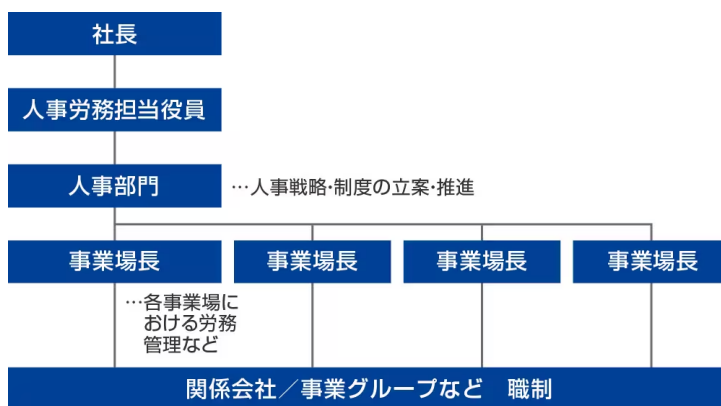 社長
人事労務担当役員
人事部門
…人事戦略・制度の立案・推進
事業場長
事業場長
事業場長
事業場長
…各事業場に
おける労務
管理など
関係会社／事業グループなど　職制